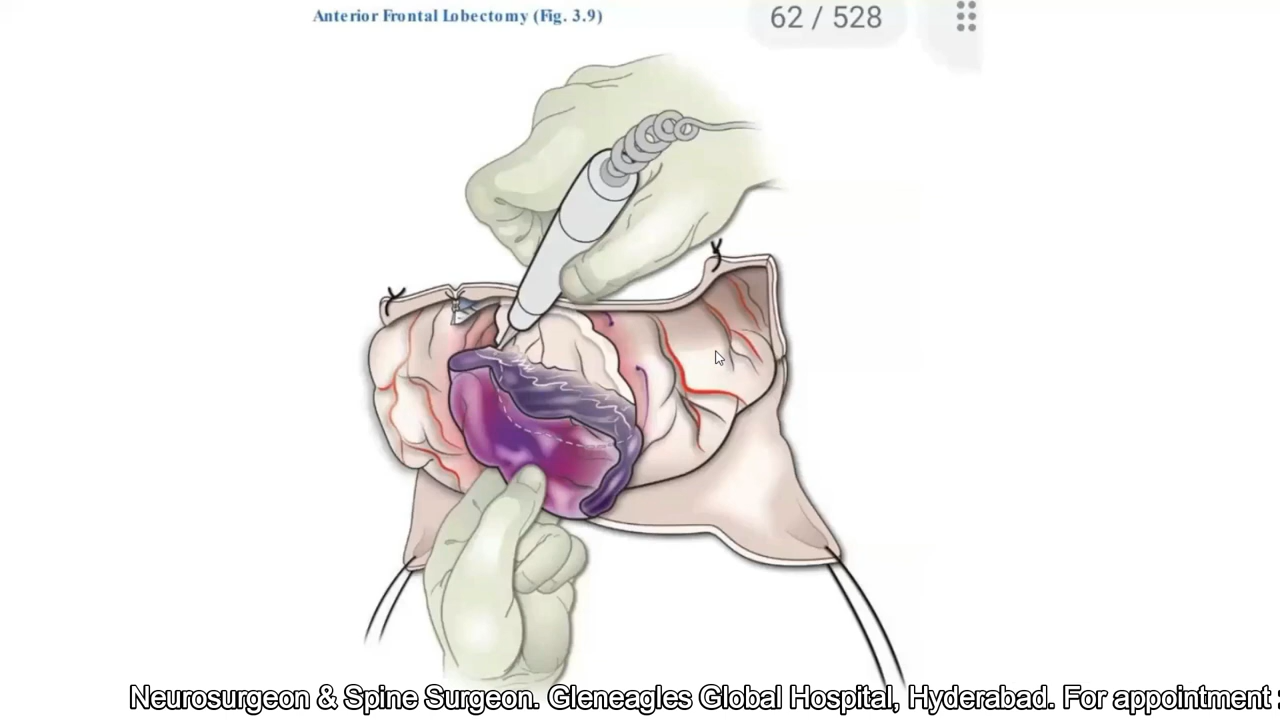 Anterior Frontal Lobectomy (Fig. 3.9)
62 / 528
Neurosurgeon & Spine Surgeon. Gleneagles Global Hospital, Hyderabad. For appointment :